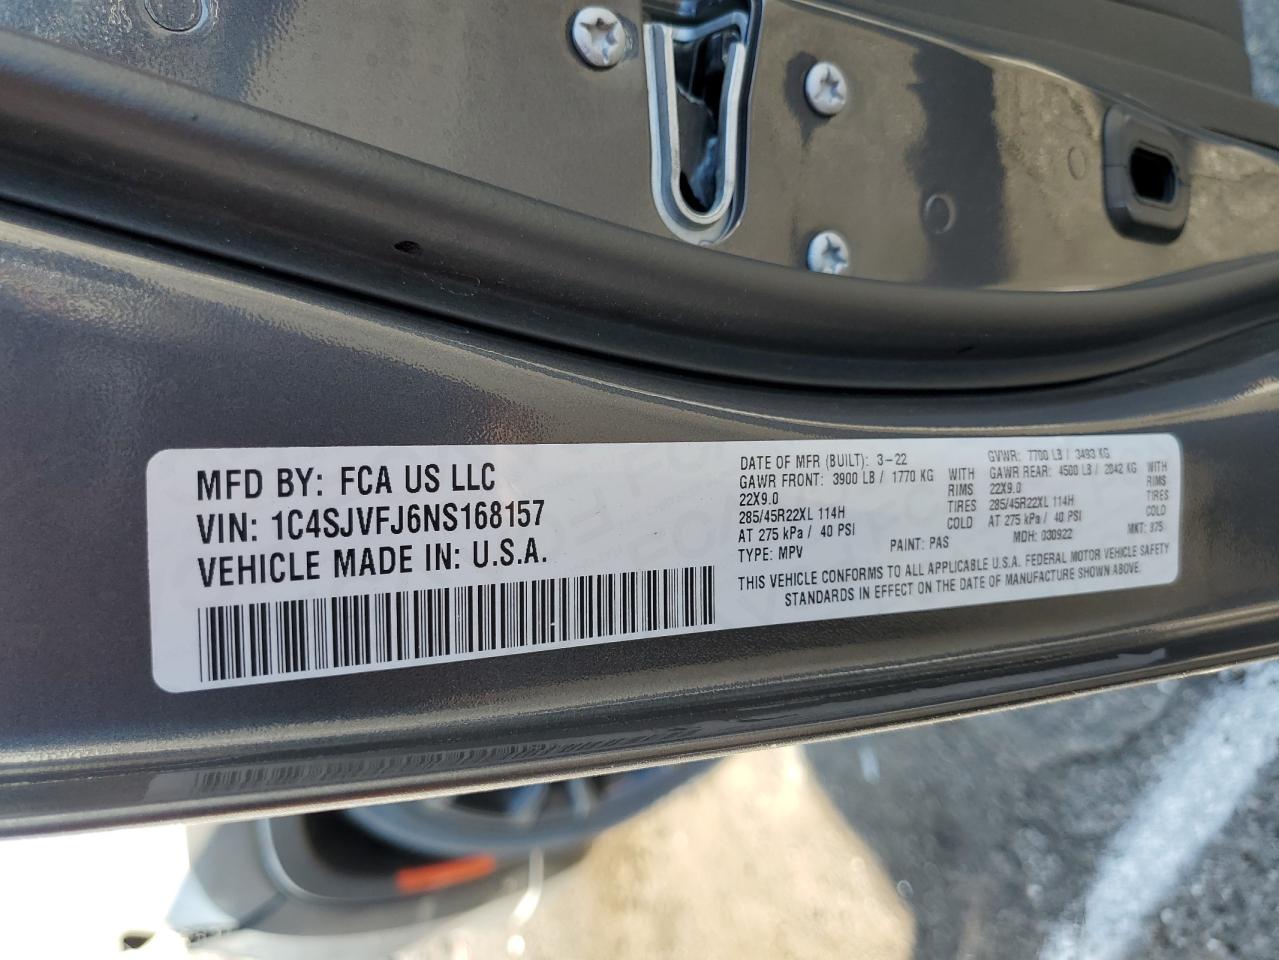 MFD BY: FCA US LLC
VIN: 1C4SJVFJ6NS168157
VEHICLE MADE IN: U.S.A.
DATE OF MFR (BUILT): 3-22 GVWR: 7700 LB / 3493 KG
GAWR FRONT: 3900 LB / 1770 KG WITH GAWR REAR: 4500 LB / 2042 KG WITH
22X9.0 RIMS 22X9.0 RIMS
285/45R22XL 114H TIRES 285/45R22XL 114H TIRES
AT 275 kPa / 40 PSI COLD AT 275 kPa / 40 PSI COLD
TYPE: MPV PAINT: PAS MDH: 030922 MKT: 975
THIS VEHICLE CONFORMS TO ALL APPLICABLE U.S.A. FEDERAL MOTOR VEHICLE SAFETY
STANDARDS IN EFFECT ON THE DATE OF MANUFACTURE SHOWN ABOVE.